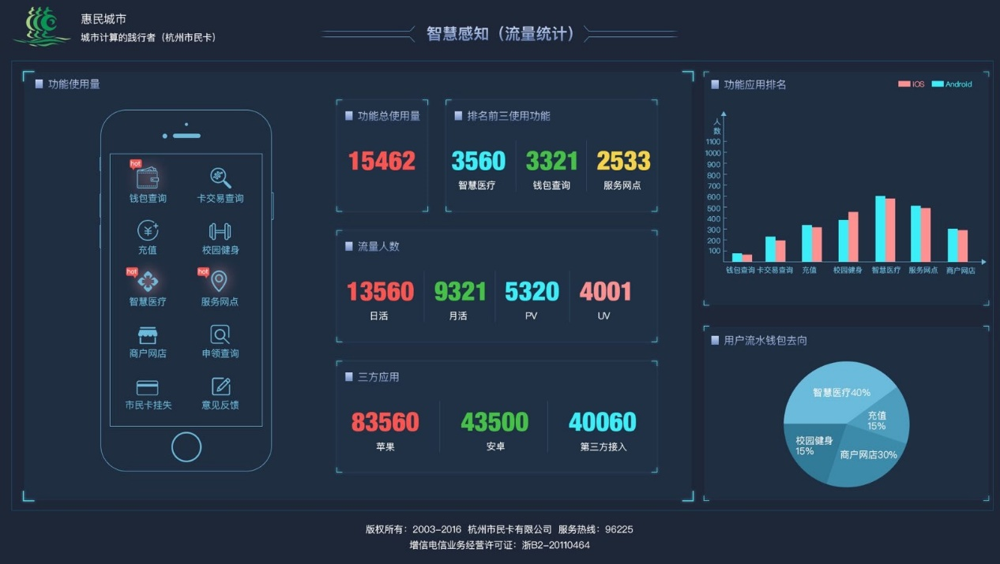 惠民城市
城市计算的践行者（杭州市民卡）
智慧感知（流量统计）
功能使用量
hot
钱包查询
卡交易查询
充值
校园健身
hot
hot
智慧医疗
服务网点
商户网店
申领查询
市民卡挂失
意见反馈
功能总使用量
15462
排名前三使用功能
3560 3321 2533
智慧医疗 钱包查询 服务网点
流量人数
13560 9321 5320 4001
日活 月活 PV UV
三方应用
83560 43500 40060
苹果 安卓 第三方接入
功能应用排名
iOS Android
人数
1100
1000
900
800
700
600
500
400
300
200
100
钱包查询 卡交易查询 充值 校园健身 智慧医疗 服务网点 商户网店
用户流水钱包去向
智慧医疗40%
充值
15%
校园健身
15%
商户网店30%
版权所有：2003-2016 杭州市民卡有限公司 服务热线：96225
增信电信业务经营许可证：浙B2-20110464